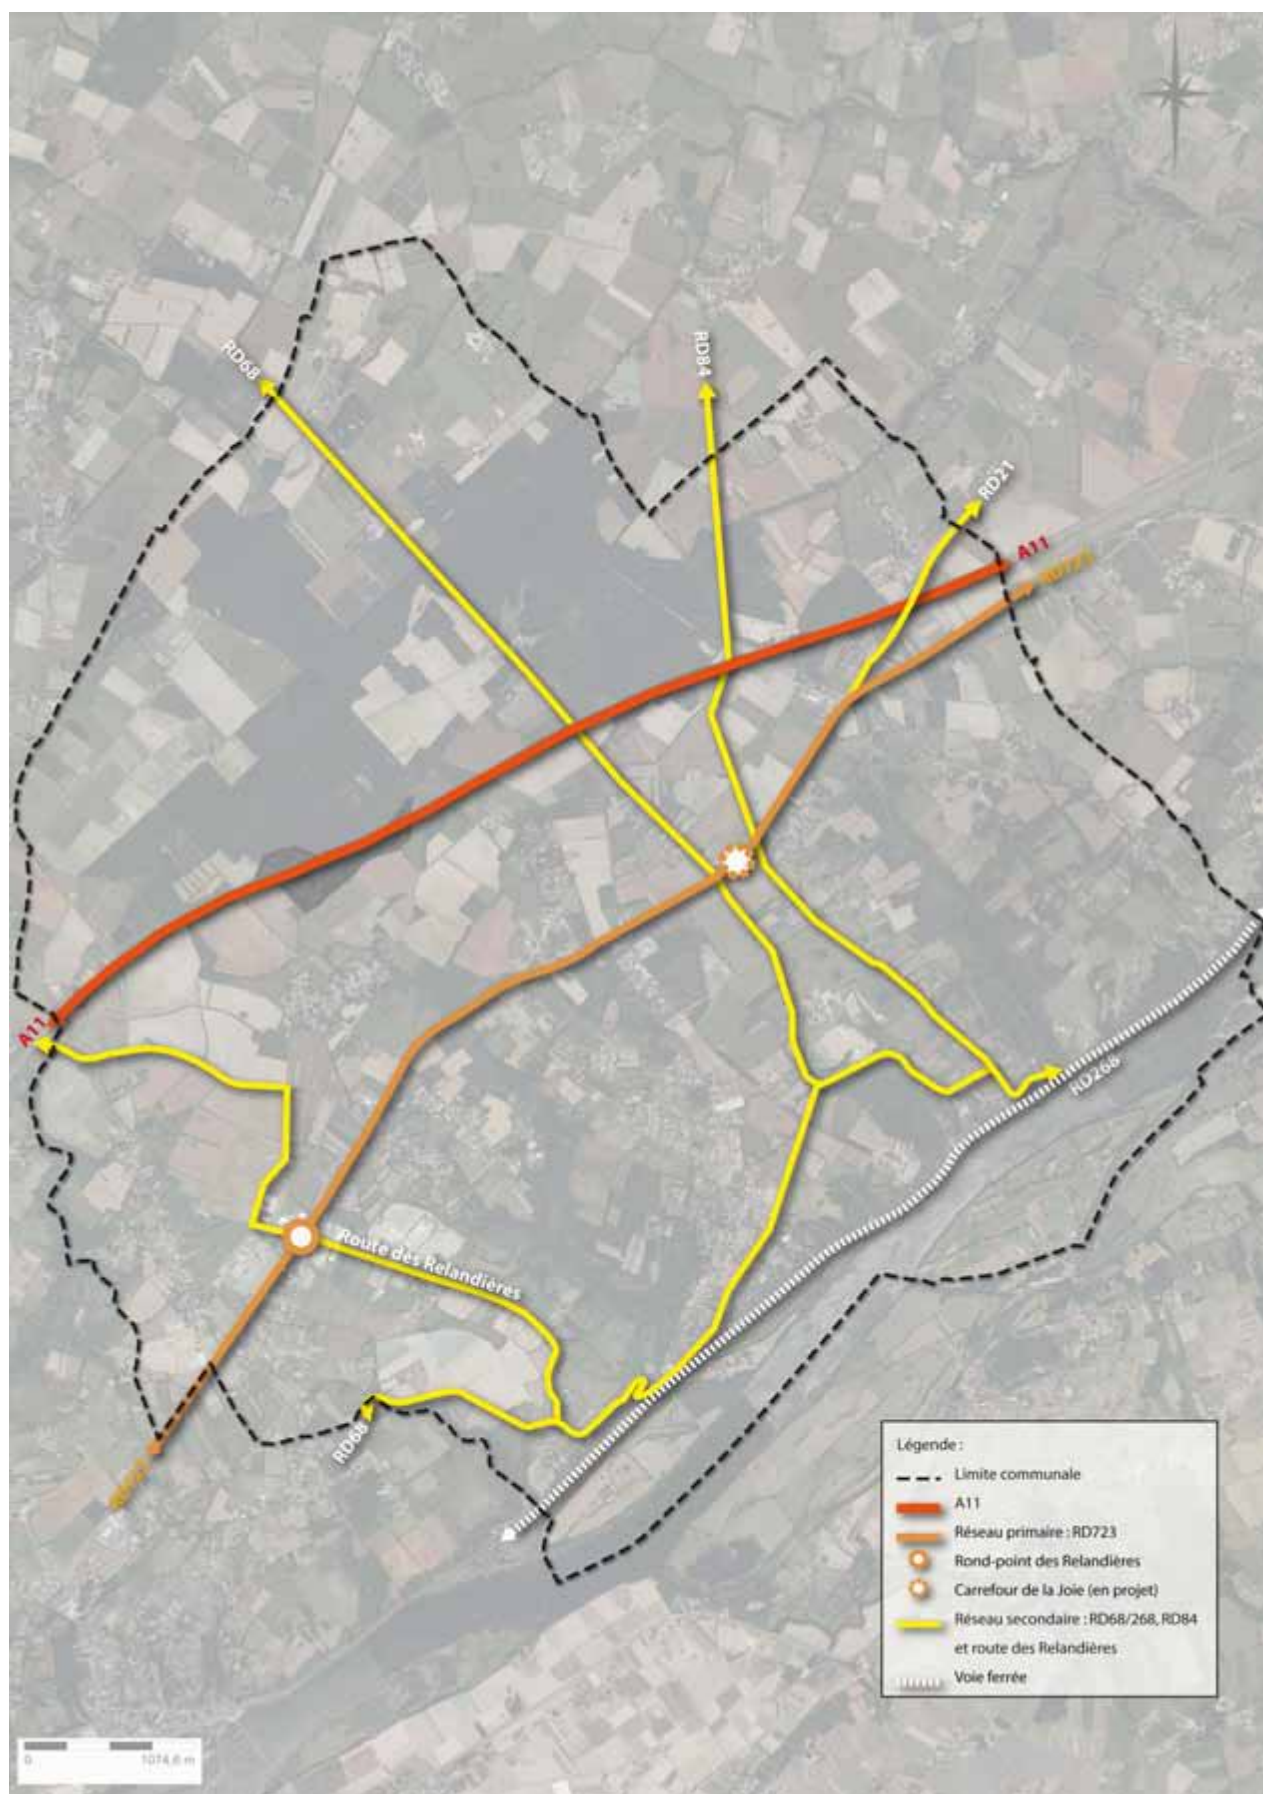 RD68
RD84
RD21
A11
RD723
A11
RD268
Route des Relandières
RD68
RD723
Légende :
Limite communale
A11
Réseau primaire : RD723
Rond-point des Relandières
Carrefour de la Joie (en projet)
Réseau secondaire : RD68/268, RD84
et route des Relandières
Voie ferrée
0 1074,6 m